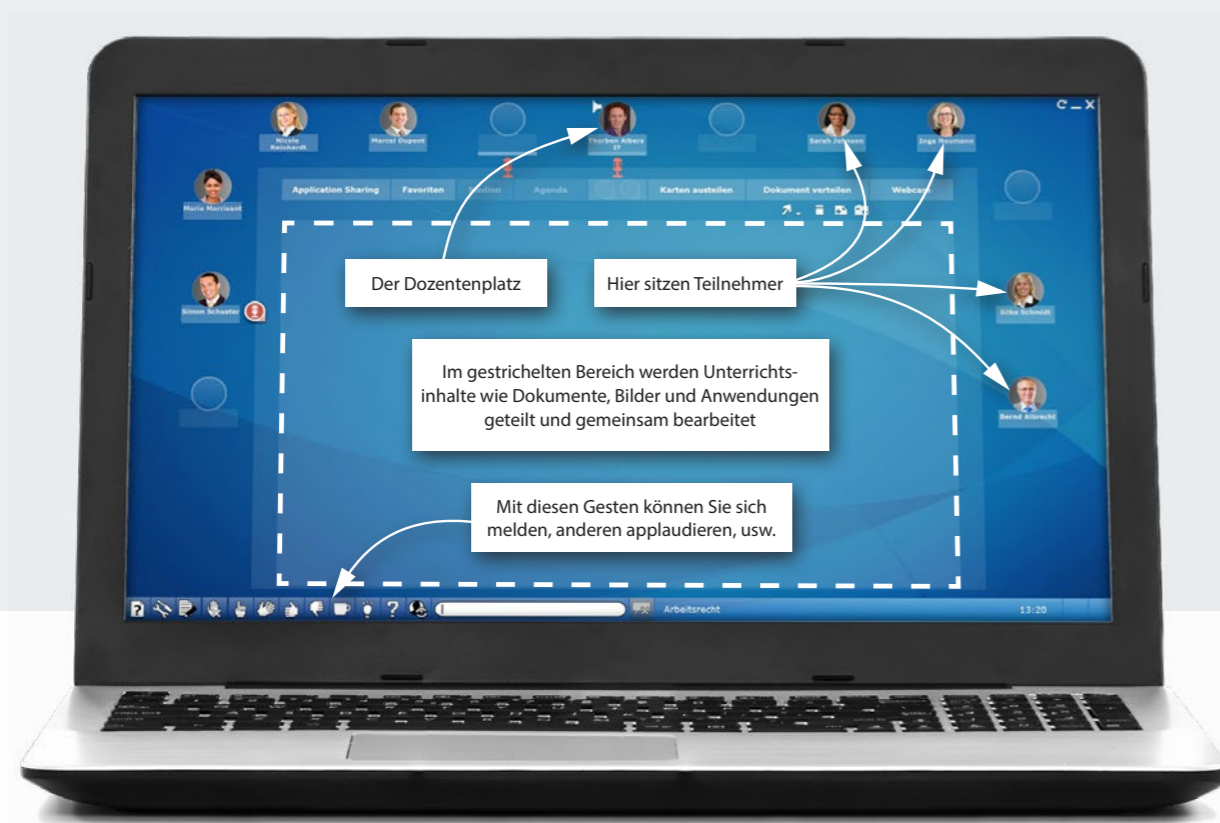 Nicole
Reinhardt
Marcel Dupont
Thorben Albers
IT
Sarah Johnson
Inge Neumann
Marie Morrisant
Application Sharing
Favoriten
Medien
Agenda
Karten austeilen
Dokument verteilen
Webcam
Der Dozentenplatz
Hier sitzen Teilnehmer
Simon Schuster
Silke Schmidt
Im gestrichelten Bereich werden Unterrichts-
inhalte wie Dokumente, Bilder und Anwendungen
geteilt und gemeinsam bearbeitet
Bernd Albrecht
Mit diesen Gesten können Sie sich
melden, anderen applaudieren, usw.
Arbeitsrecht
13:20